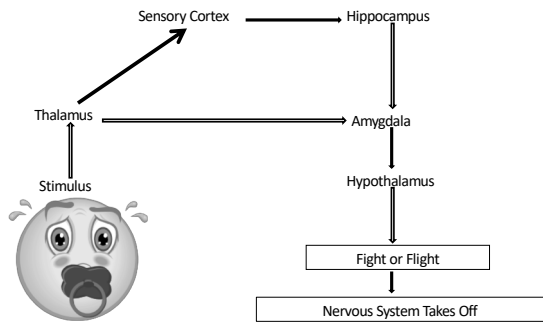 Sensory Cortex
Hippocampus
Thalamus
Amygdala
Stimulus
Hypothalamus
Fight or Flight
Nervous System Takes Off